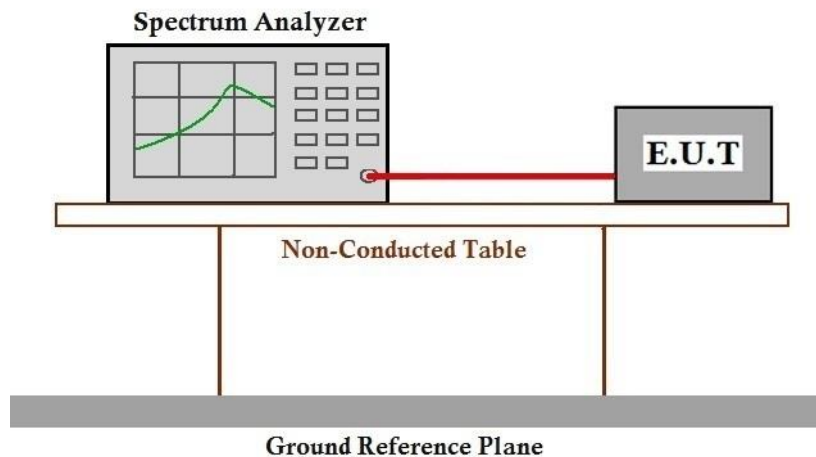 Spectrum Analyzer
E.U.T
Non-Conducted Table
Ground Reference Plane